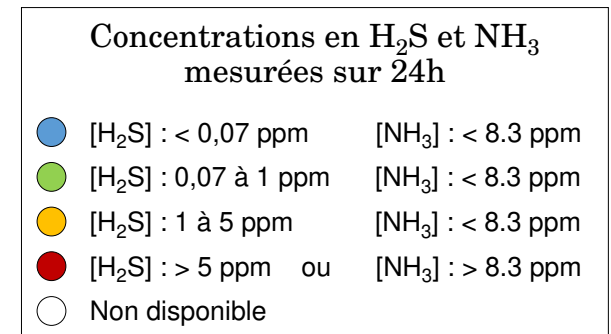 Concentrations en H₂S et NH₃
mesurées sur 24h
[H₂S] : < 0,07 ppm [NH₃] : < 8.3 ppm
[H₂S] : 0,07 à 1 ppm [NH₃] : < 8.3 ppm
[H₂S] : 1 à 5 ppm [NH₃] : < 8.3 ppm
[H₂S] : > 5 ppm ou [NH₃] : > 8.3 ppm
Non disponible